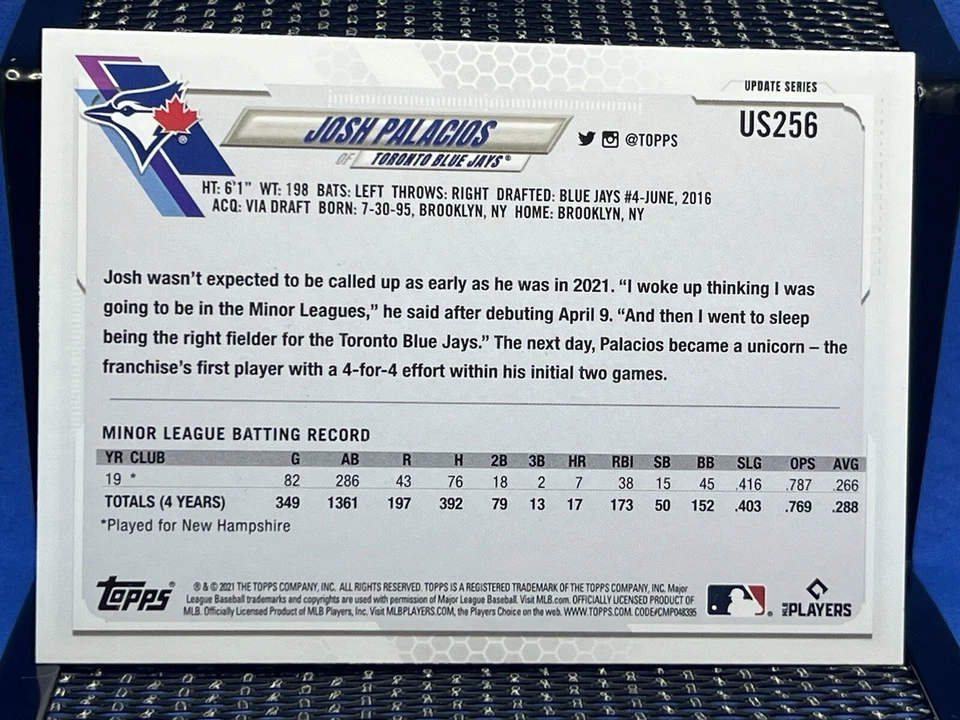 UPDATE SERIES
US256
JOSH PALACIOS
OF TORONTO BLUE JAYS®
@TOPPS
HT: 6'1" WT: 198 BATS: LEFT THROWS: RIGHT DRAFTED: BLUE JAYS #4-JUNE, 2016
ACQ: VIA DRAFT BORN: 7-30-95, BROOKLYN, NY HOME: BROOKLYN, NY
Josh wasn't expected to be called up as early as he was in 2021. "I woke up thinking I was
going to be in the Minor Leagues," he said after debuting April 9. "And then I went to sleep
being the right fielder for the Toronto Blue Jays." The next day, Palacios became a unicorn – the
franchise's first player with a 4-for-4 effort within his initial two games.
MINOR LEAGUE BATTING RECORD
YR CLUB G AB R H 2B 3B HR RBI SB BB SLG OPS AVG
19 * 82 286 43 76 18 2 7 38 15 45 .416 .787 .266
TOTALS (4 YEARS) 349 1361 197 392 79 13 17 173 50 152 .403 .769 .288
*Played for New Hampshire
Topps®
® & © 2021 THE TOPPS COMPANY, INC. ALL RIGHTS RESERVED. TOPPS IS A REGISTERED TRADEMARK OF THE TOPPS COMPANY, INC. Major
League Baseball trademarks and copyrights are used with permission of Major League Baseball. Visit MLB.com. OFFICIALLY LICENSED PRODUCT OF
MLB. Officially Licensed Product of MLB Players, Inc. Visit MLBPLAYERS.COM, the Players Choice on the web. WWW.TOPPS.COM. CODE#CMP048395
MLB PLAYERS